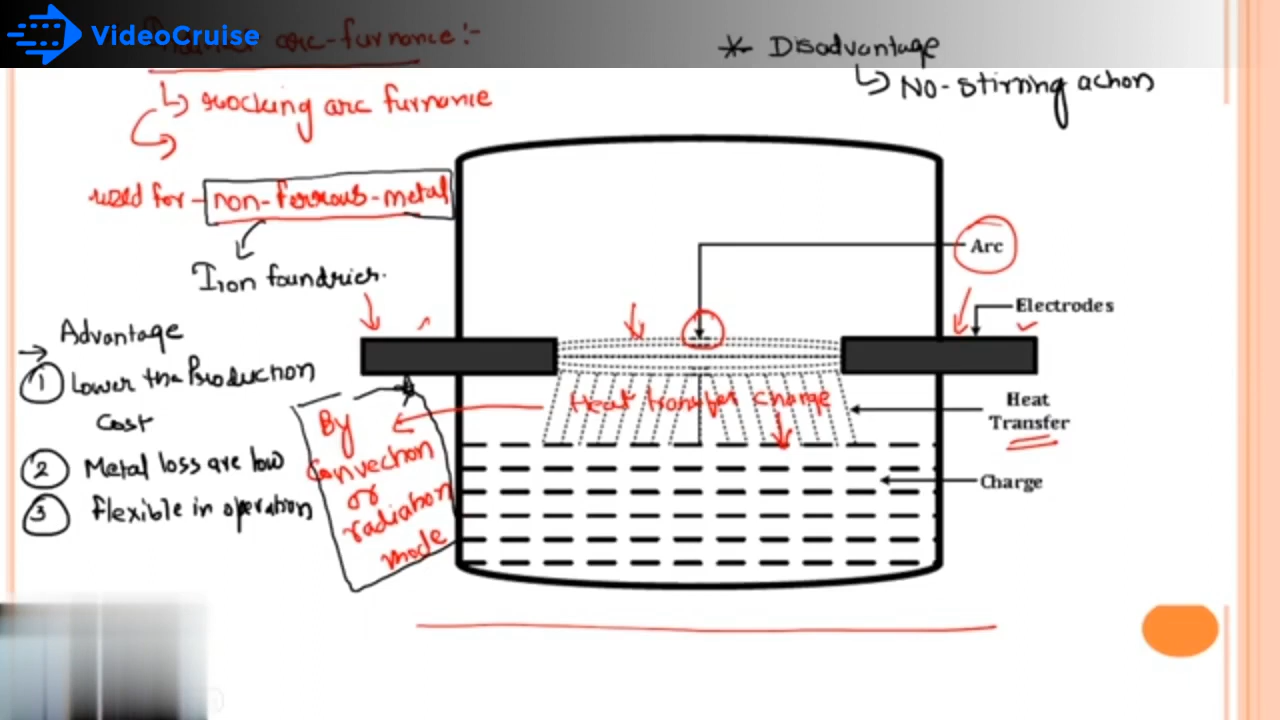 VideoCruise
arc-furnance:-
rocking arc furnance
used for - non-ferrous-metal
Iron foundries.
* Disadvantage
No-stirring action
Advantage
1 Lower the Production
Cost
2 Metal loss are low
3 flexible in operation
By
Convection
or
radiation
mode
Heat transfer charge
Arc
Electrodes
Heat
Transfer
Charge